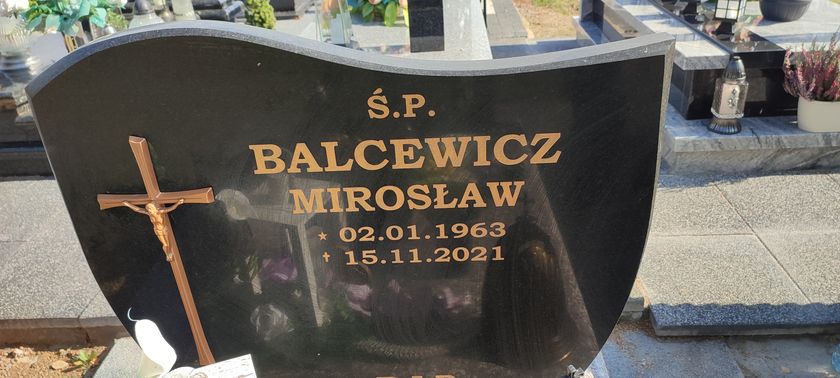 Ś.P.
BALCEWICZ
MIROSŁAW
* 02.01.1963
✝ 15.11.2021